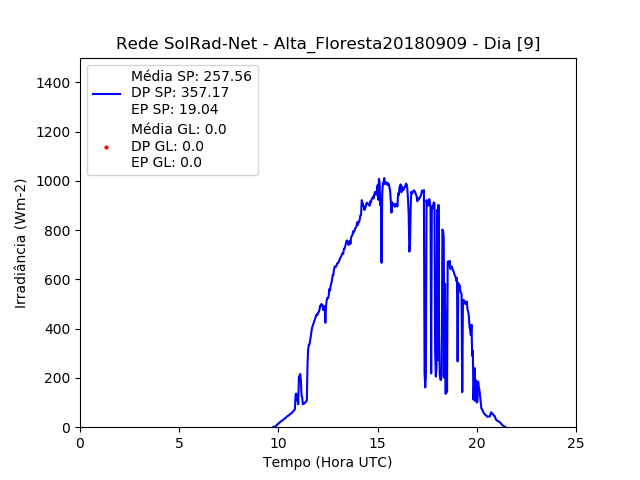 Rede SolRad-Net - Alta_Floresta20180909 - Dia [9]
Média SP: 257.56
DP SP: 357.17
EP SP: 19.04
Média GL: 0.0
DP GL: 0.0
EP GL: 0.0
Irradiância (Wm-2)
1400
1200
1000
800
600
400
200
0
0 5 10 15 20 25
Tempo (Hora UTC)